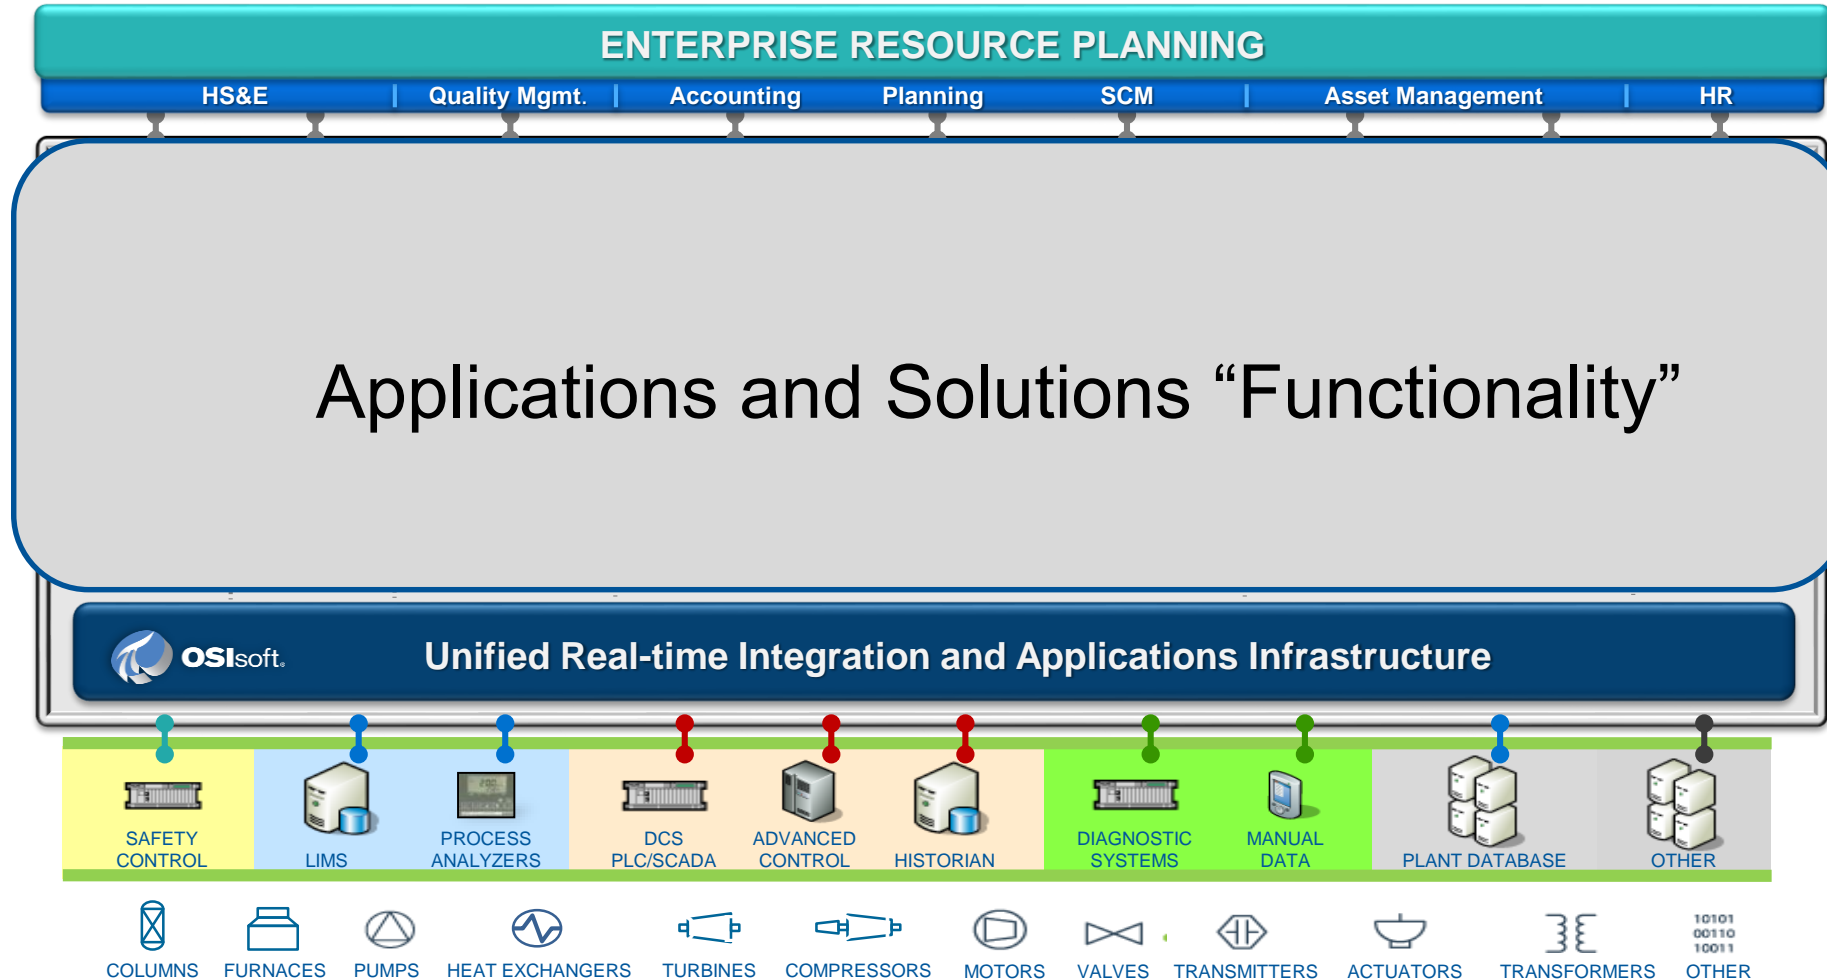 ENTERPRISE RESOURCE PLANNING
HS&E | Quality Mgmt. | Accounting Planning SCM | Asset Management | HR
Applications and Solutions “Functionality”
OSIsoft. Unified Real-time Integration and Applications Infrastructure
SAFETY CONTROL
LIMS
PROCESS ANALYZERS
DCS PLC/SCADA
ADVANCED CONTROL
HISTORIAN
DIAGNOSTIC SYSTEMS
MANUAL DATA
PLANT DATABASE
OTHER
10101
00110
10011
COLUMNS FURNACES PUMPS HEAT EXCHANGERS TURBINES COMPRESSORS MOTORS VALVES TRANSMITTERS ACTUATORS TRANSFORMERS OTHER